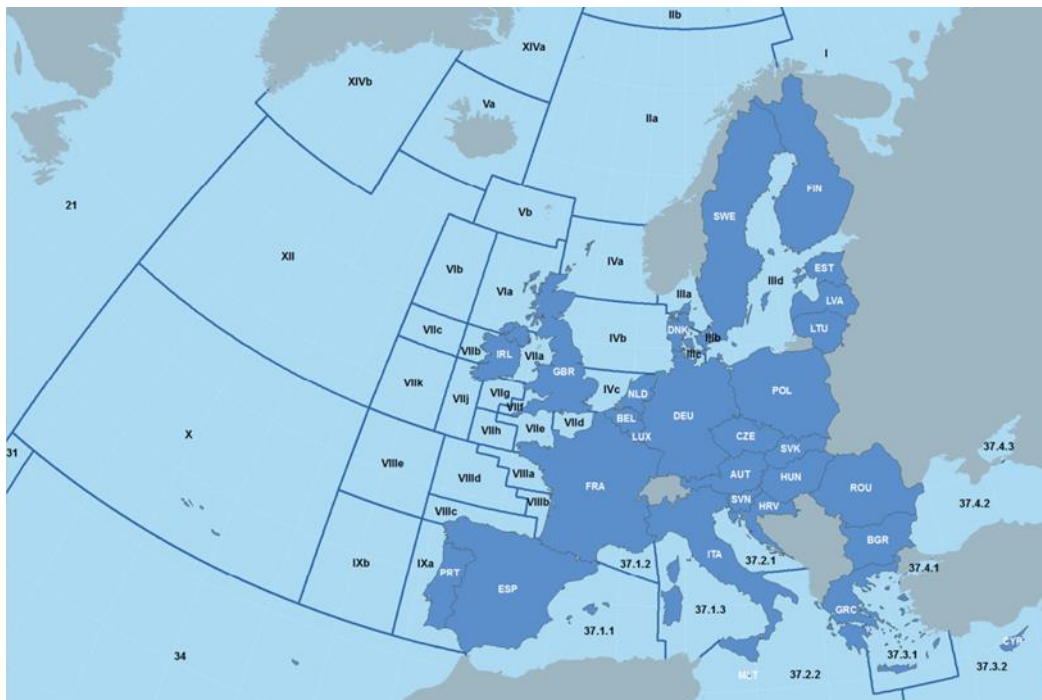 IIb
XIVa
I
XIVb
Va
IIa
FIN
21
Vb
SWE
XII
IVa
VIb
EST
IIId
VIa
IIIa
LVA
VIIc
DNK
LTU
IVb
IIIb
VIIb
IRL
VIIa
IIIc
GBR
VIIk
VIIj
VIIg
IVc
NLD
POL
VIIf
X
VIIh
VIIe
VIId
BEL
DEU
LUX
CZE
37.4.3
31
VIIIe
SVK
VIIId
VIIIa
AUT
HUN
FRA
ROU
VIIIb
SVN
HRV
37.4.2
VIIIc
BGR
IXb
IXa
37.1.2
ITA
37.2.1
PRT
37.4.1
ESP
37.1.3
GRC
37.1.1
CYP
34
37.3.1
37.3.2
MLT
37.2.2